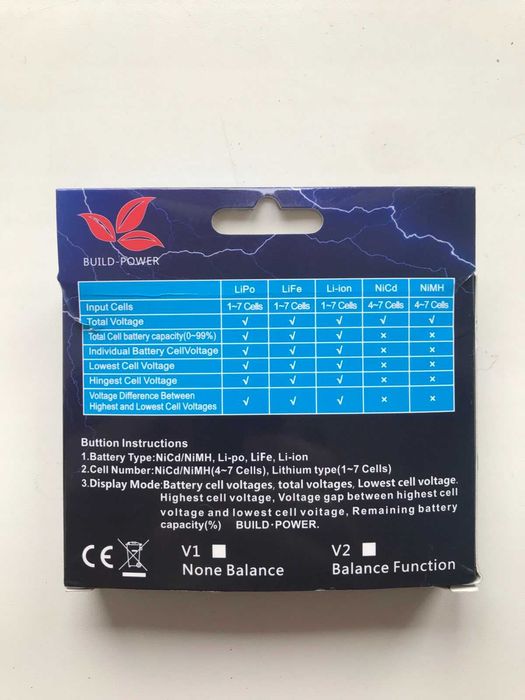 BUILD-POWER
LiPo LiFe Li-ion NiCd NiMH
Input Cells 1~7 Cells 1~7 Cells 1~7 Cells 4~7 Cells 4~7 Cells
Total Voltage √ √ √ √ √
Total Cell battery capacity(0~99%) √ √ √ × ×
Individual Battery CellVoltage √ √ √ × ×
Lowest Cell Voltage √ √ √ × ×
Hingest Cell Voltage √ √ √ × ×
Voltage Difference Between
Highest and Lowest Cell Voltages √ √ √ × ×
Buttion Instructions
1.Battery Type:NiCd/NiMH, Li-po, LiFe, Li-ion
2.Cell Number:NiCd/NiMH(4~7 Cells), Lithium type(1~7 Cells)
3.Display Mode:Battery cell voltages, total voltages, Lowest cell voltage.
Highest cell voltage, Voltage gap between highest cell
voltage and lowest cell voitage, Remaining battery
capacity(%) BUILD·POWER.
CE V1 V2
None Balance Balance Function